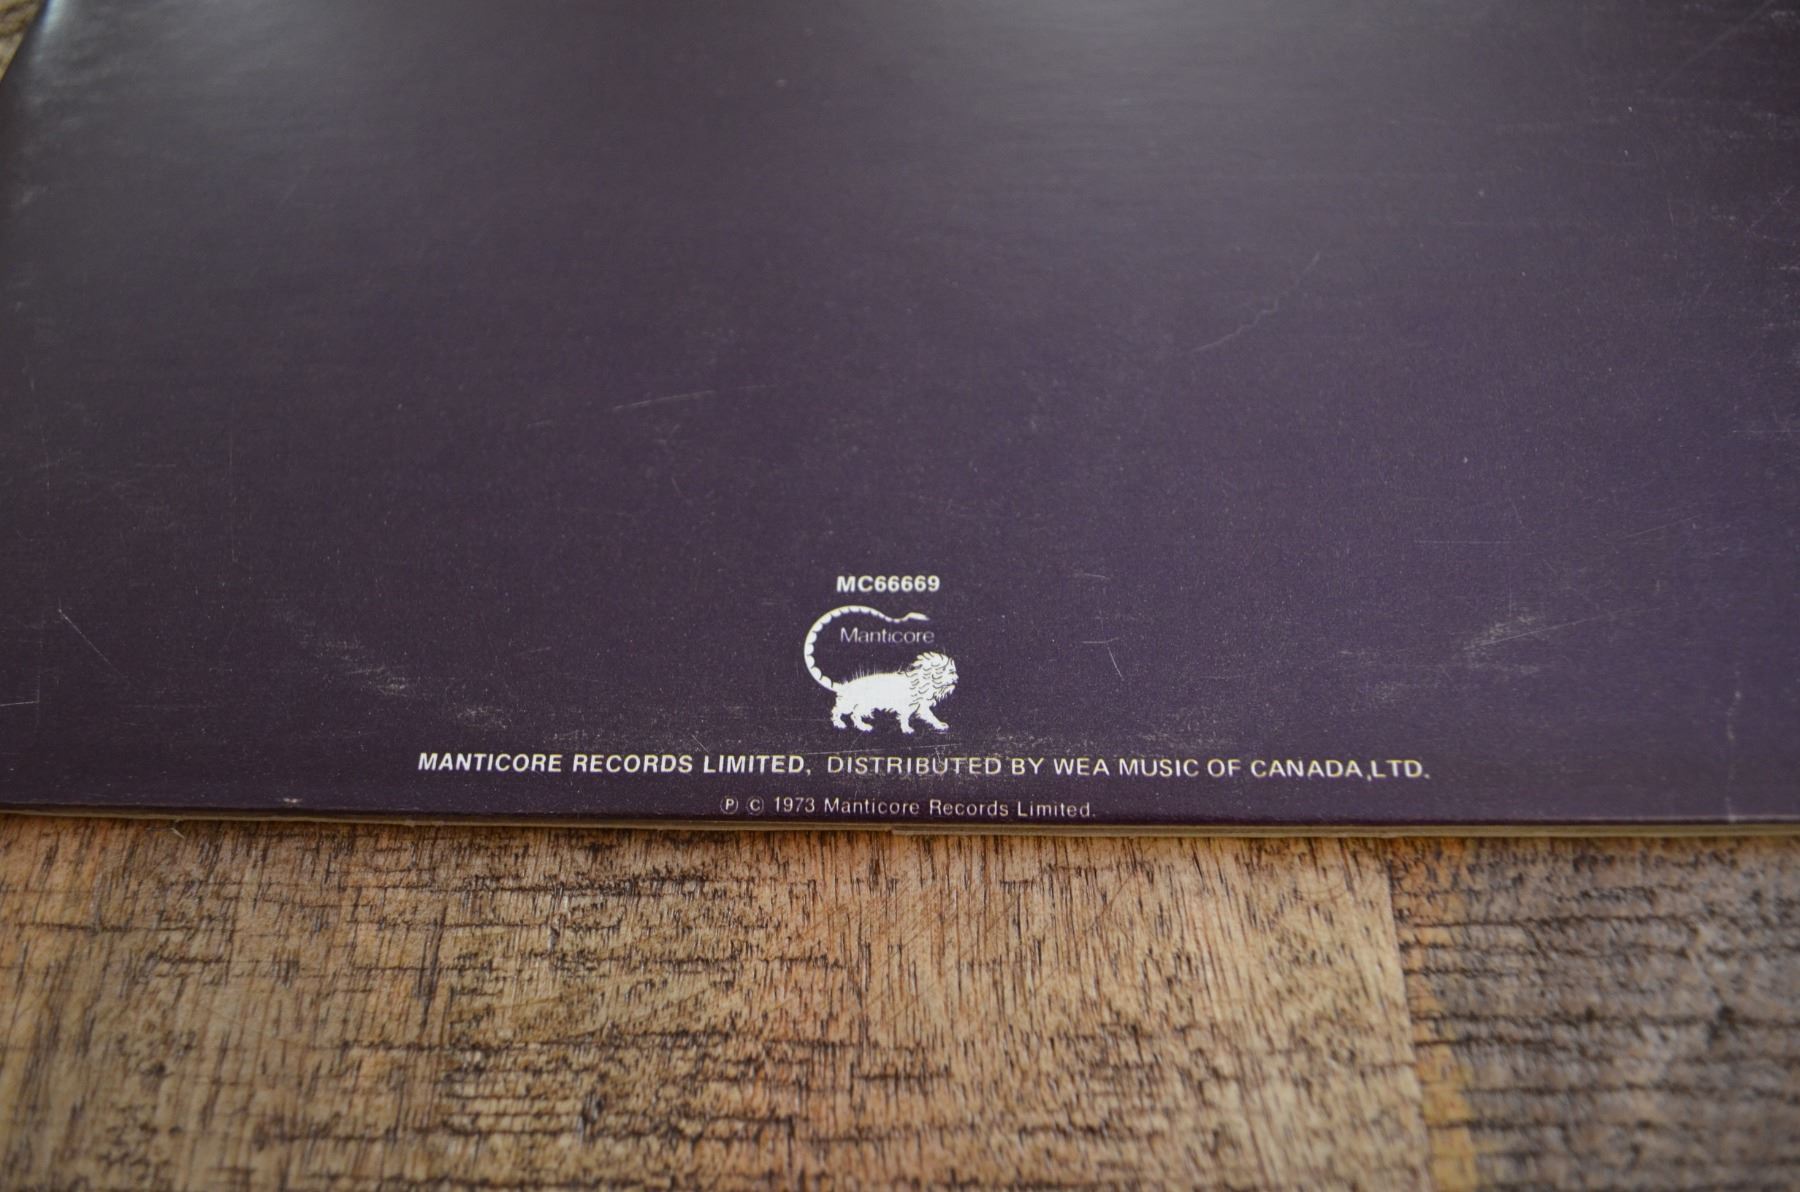 MC66669
Manticore
MANTICORE RECORDS LIMITED, DISTRIBUTED BY WEA MUSIC OF CANADA,LTD.
Ⓟ © 1973 Manticore Records Limited.